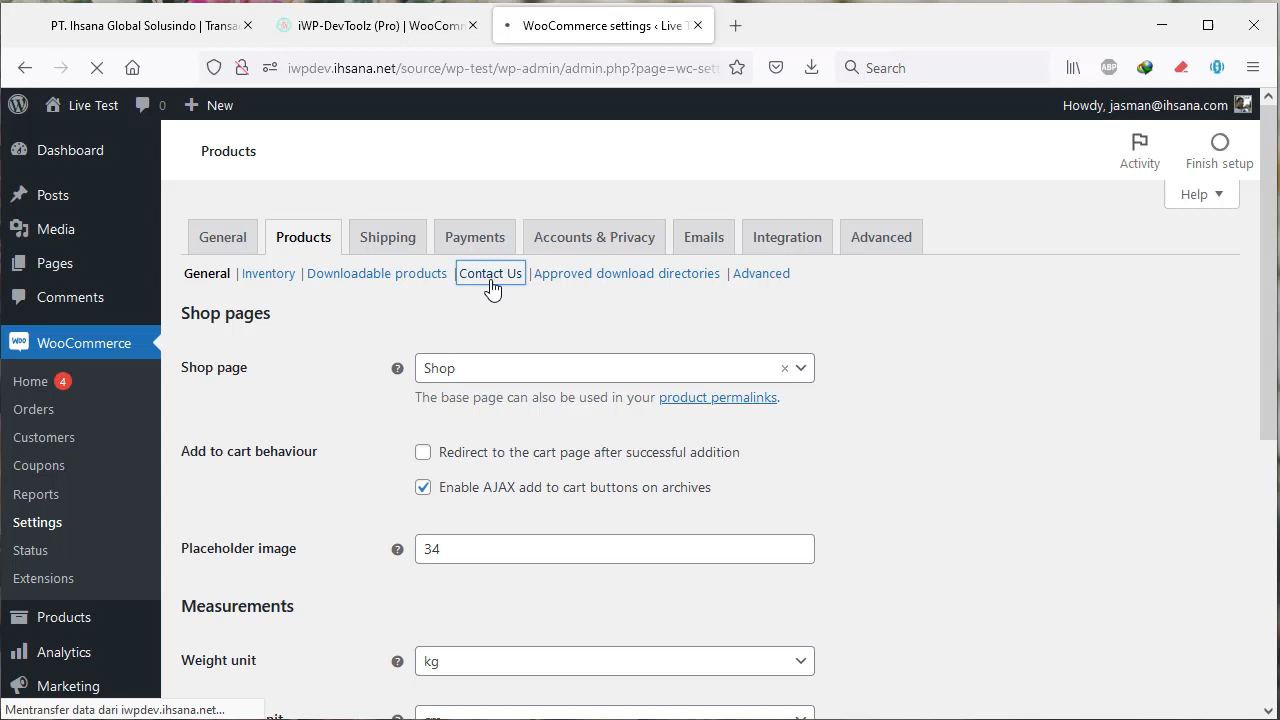 PT. Ihsana Global Solusindo | Transa
iWP-DevToolz (Pro) | WooComm
WooCommerce settings ‹ Live T
iwpdev.ihsana.net/source/wp-test/wp-admin/admin.php?page=wc-sett
Search
ABP
Live Test
0
New
Howdy, jasman@ihsana.com
Dashboard
Posts
Media
Pages
Comments
WooCommerce
Home 4
Orders
Customers
Coupons
Reports
Settings
Status
Extensions
Products
Analytics
Marketing
Products
Activity
Finish setup
Help
General
Products
Shipping
Payments
Accounts & Privacy
Emails
Integration
Advanced
General | Inventory | Downloadable products | Contact Us | Approved download directories | Advanced
Shop pages
Shop page
Shop
The base page can also be used in your product permalinks.
Add to cart behaviour
Redirect to the cart page after successful addition
Enable AJAX add to cart buttons on archives
Placeholder image
34
Measurements
Weight unit
kg
Mentransfer data dari iwpdev.ihsana.net...